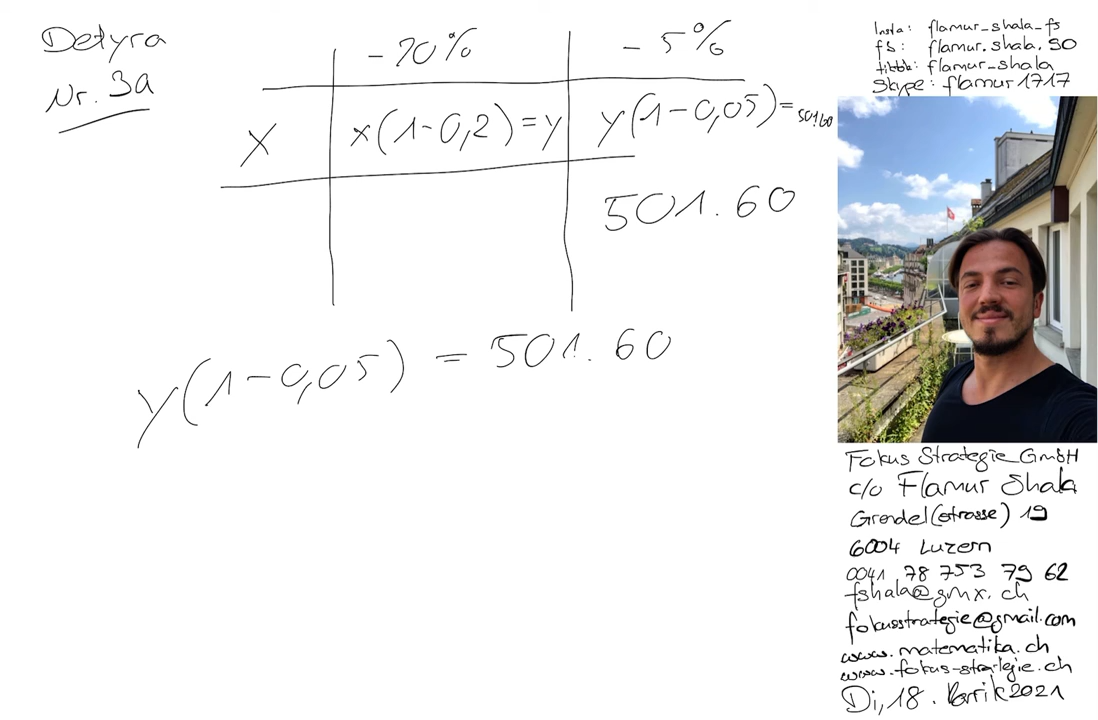 Detyra
Nr. 3a
-20% -5%
x x(1-0,2)=y y(1-0,05)=501.60
501.60
y(1-0,05) = 501.60
Insta: flamur_shala_fs
fb: flamur.shala.50
tiktok: flamur_shala
Skype: flamur1717
Fokus Strategie GmbH
c/o Flamur Shala
Grendel(strasse) 19
6004 Luzern
0041 78 753 79 62
fshala@gmx.ch
fokusstrategie@gmail.com
www.matematika.ch
www.fokus-strategie.ch
Di, 18. 2021